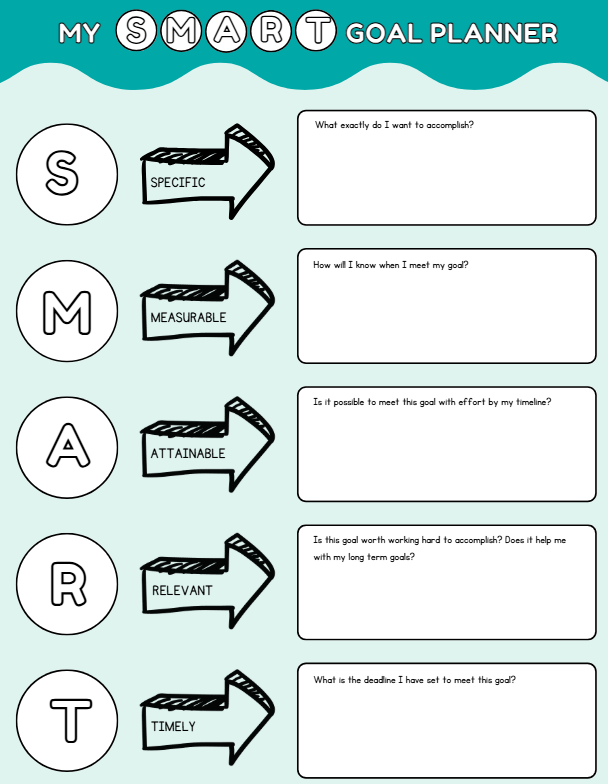 MY SMART GOAL PLANNER
S
SPECIFIC
What exactly do I want to accomplish?
M
MEASURABLE
How will I know when I meet my goal?
A
ATTAINABLE
Is it possible to meet this goal with effort by my timeline?
R
RELEVANT
Is this goal worth working hard to accomplish? Does it help me
with my long term goals?
T
TIMELY
What is the deadline I have set to meet this goal?